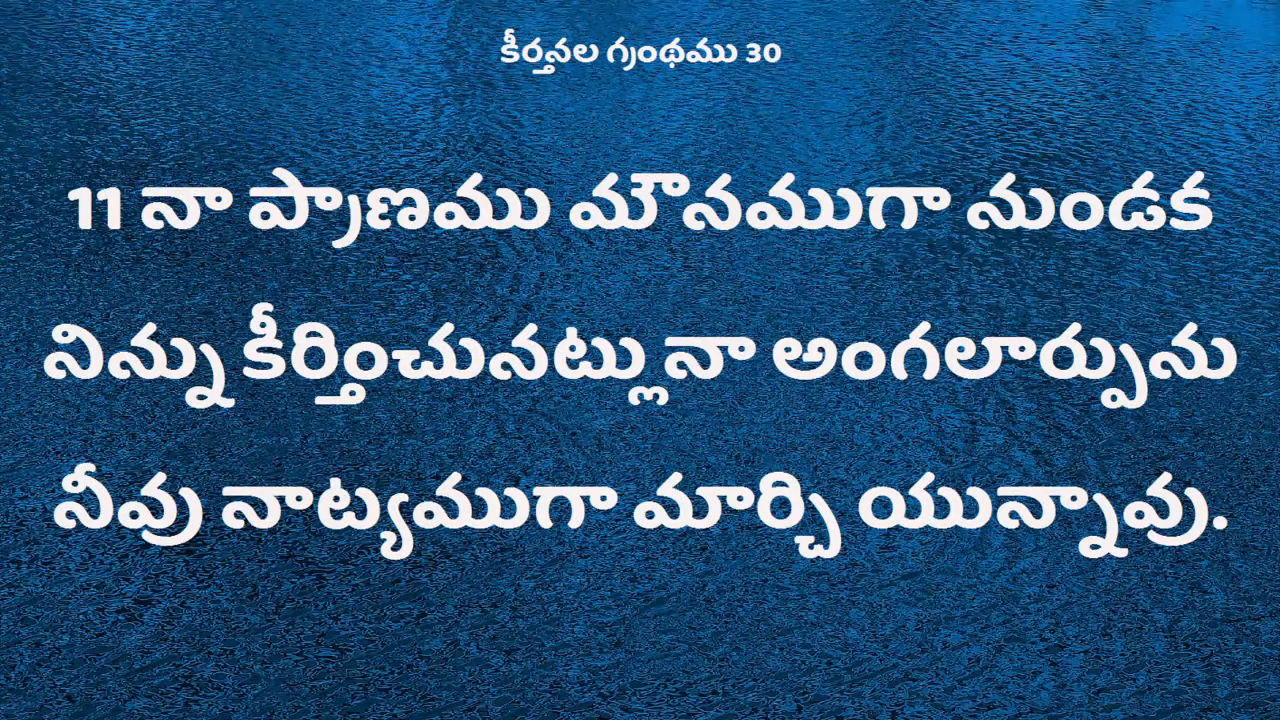 కీర్తనల గ్రంథము 30
11 నా ప్రాణము మౌనముగా నుండక
నిన్ను కీర్తించునట్లునా అంగలార్పును
నీవు నాట్యముగా మార్చి యున్నావు.